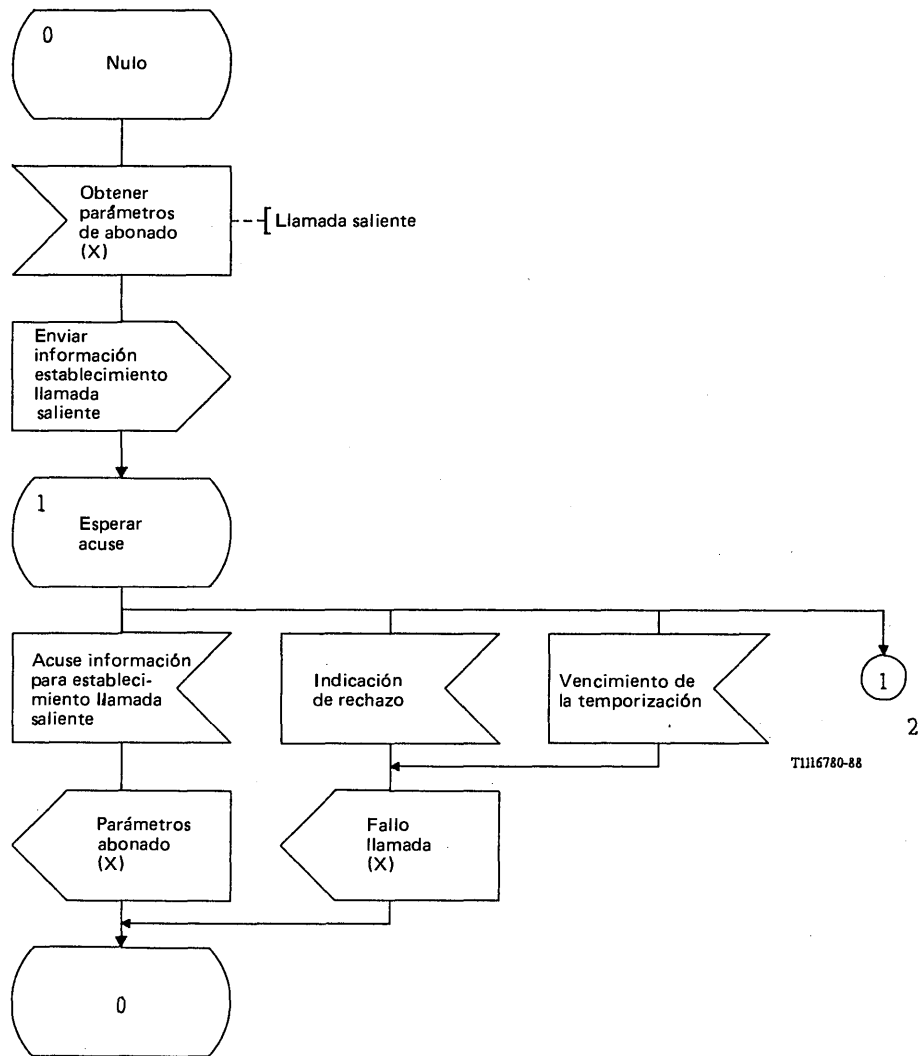 0
Nulo
Obtener
parámetros
de abonado
(X)
Llamada saliente
Enviar
información
establecimiento
llamada
saliente
1
Esperar
acuse
Acuse información
para estableci-
miento llamada
saliente
Indicación
de rechazo
Vencimiento de
la temporización
1
2
T1116780-88
Parámetros
abonado
(X)
Fallo
llamada
(X)
0